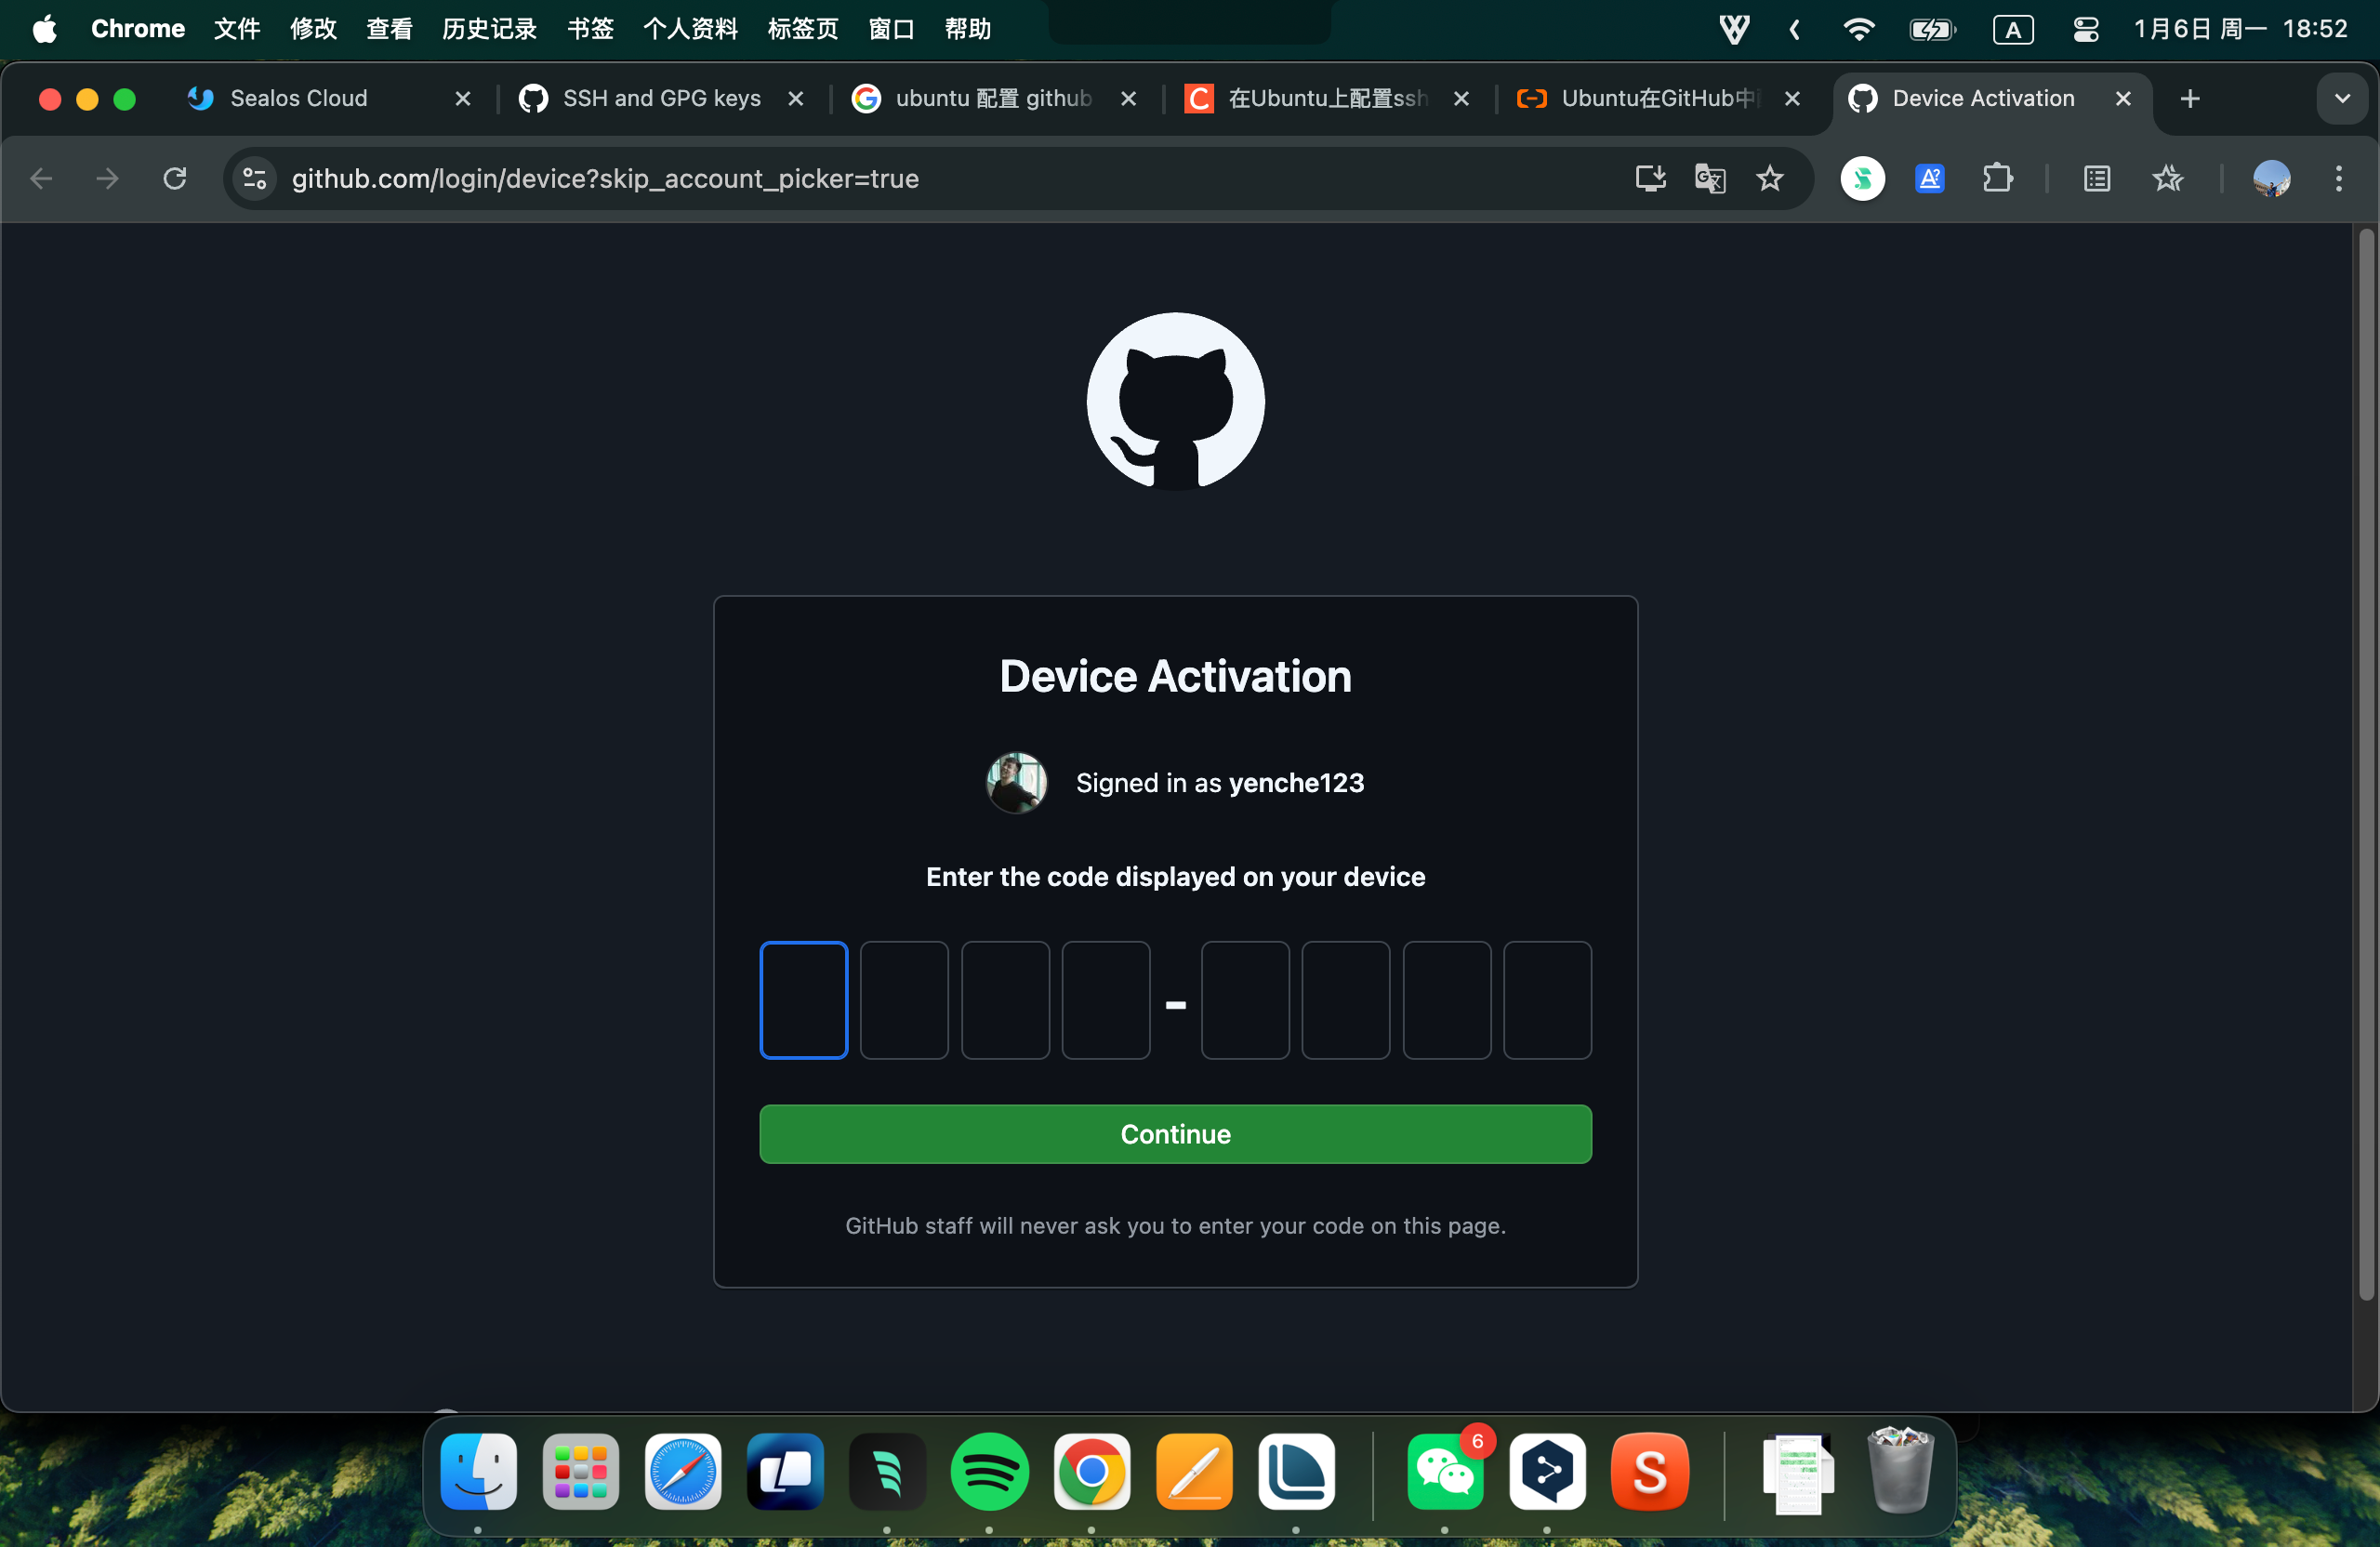 Chrome 文件 修改 查看 历史记录 书签 个人资料 标签页 窗口 帮助 A 1月6日 周一 18:52
Sealos Cloud SSH and GPG keys ubuntu 配置 github 在Ubuntu上配置ssh Ubuntu在GitHub中 Device Activation
github.com/login/device?skip_account_picker=true
Device Activation
Signed in as yenche123
Enter the code displayed on your device
-
Continue
GitHub staff will never ask you to enter your code on this page.
6